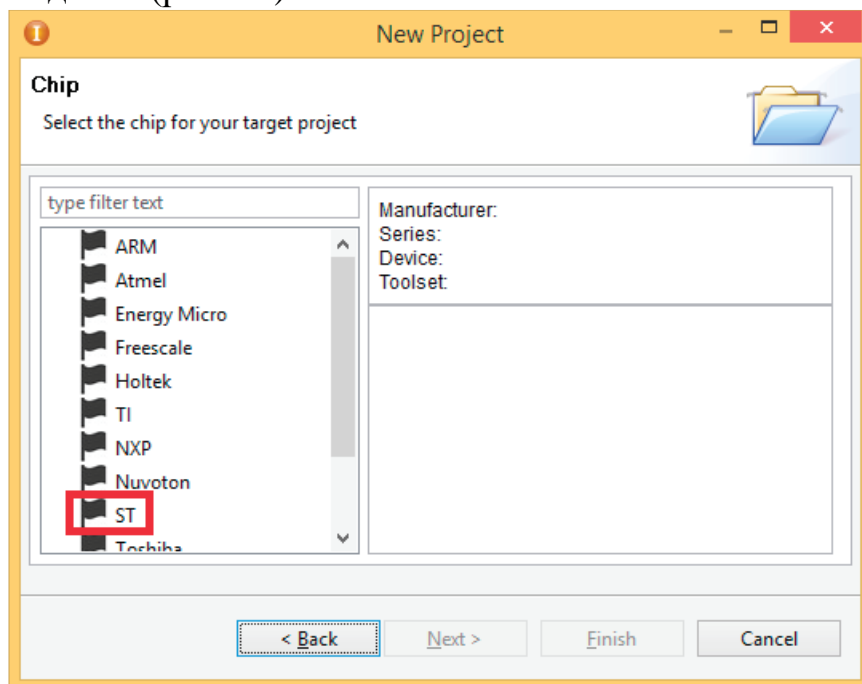 New Project
Chip
Select the chip for your target project
type filter text
ARM
Atmel
Energy Micro
Freescale
Holtek
TI
NXP
Nuvoton
ST
Toshiba
Manufacturer:
Series:
Device:
Toolset:
< Back
Next >
Finish
Cancel